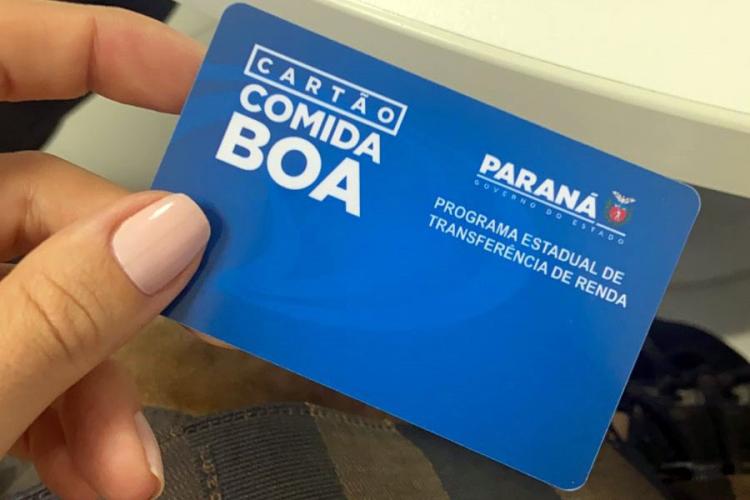 CARTÃO
COMIDA
BOA
PARANÁ
GOVERNO DO ESTADO
PROGRAMA ESTADUAL DE
TRANSFERÊNCIA DE RENDA